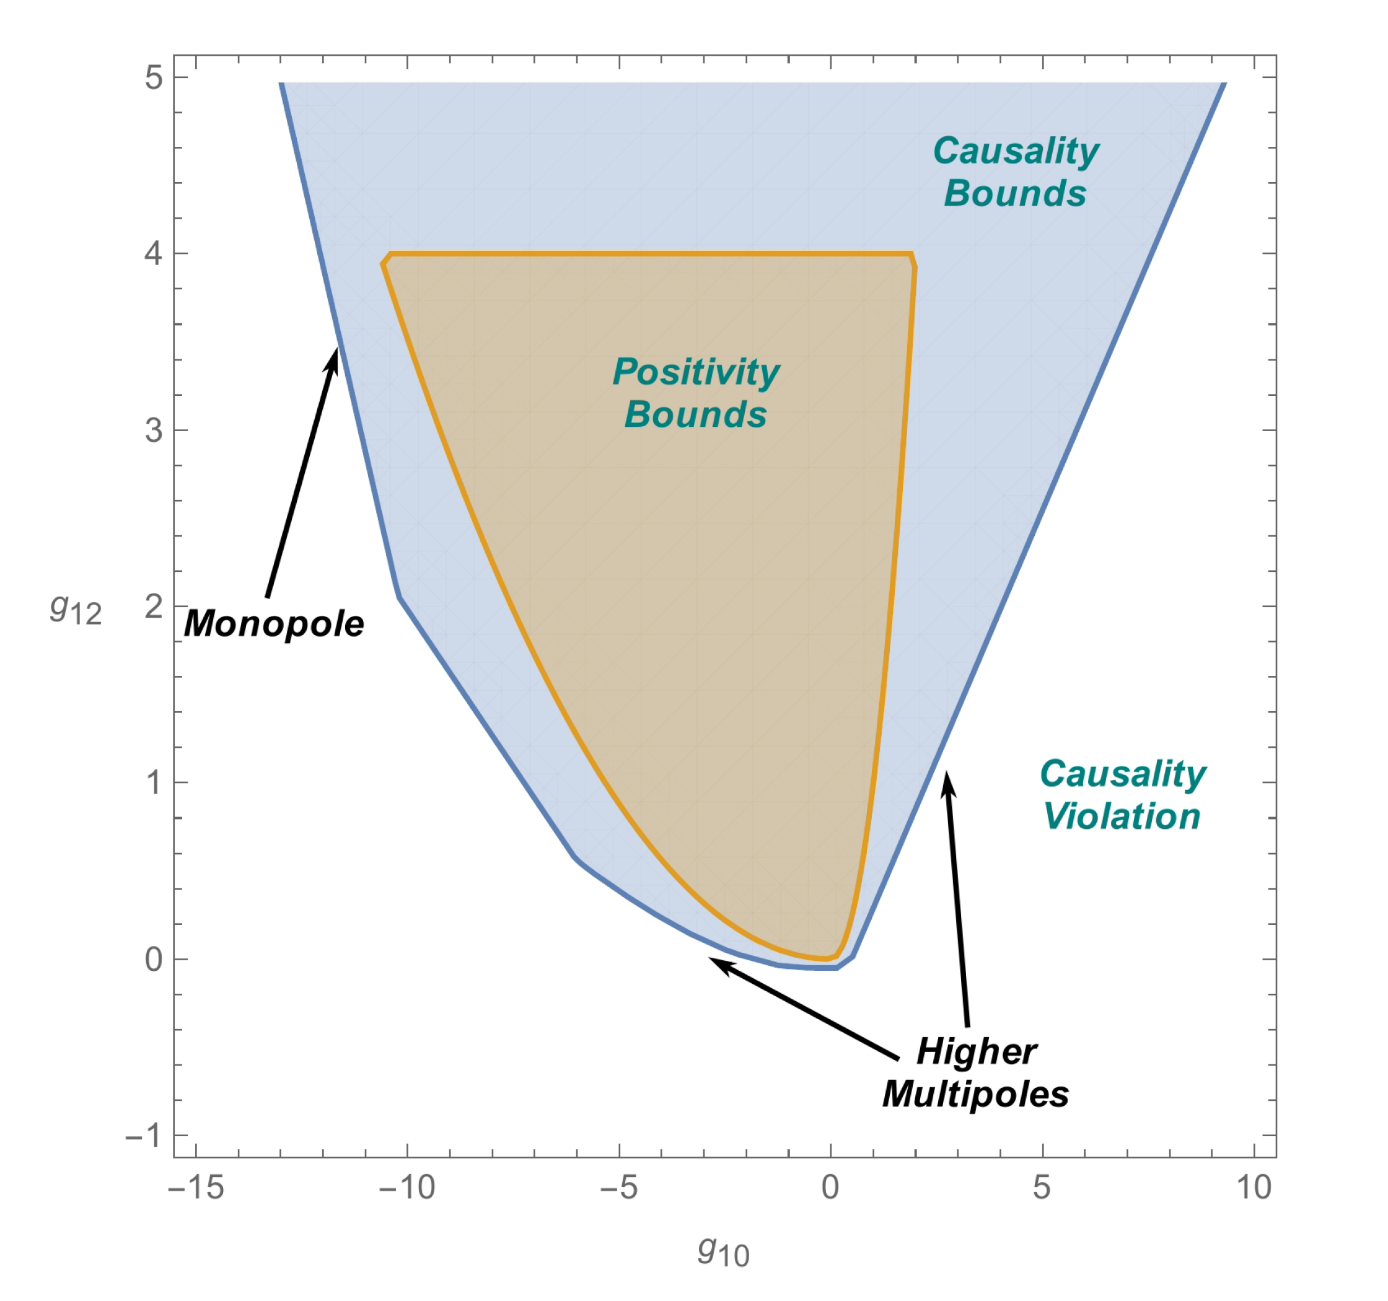 5
Causality
Bounds
4
Positivity
Bounds
3
g12
2
Monopole
1
Causality
Violation
0
Higher
Multipoles
−1
−15 −10 −5 0 5 10
g10